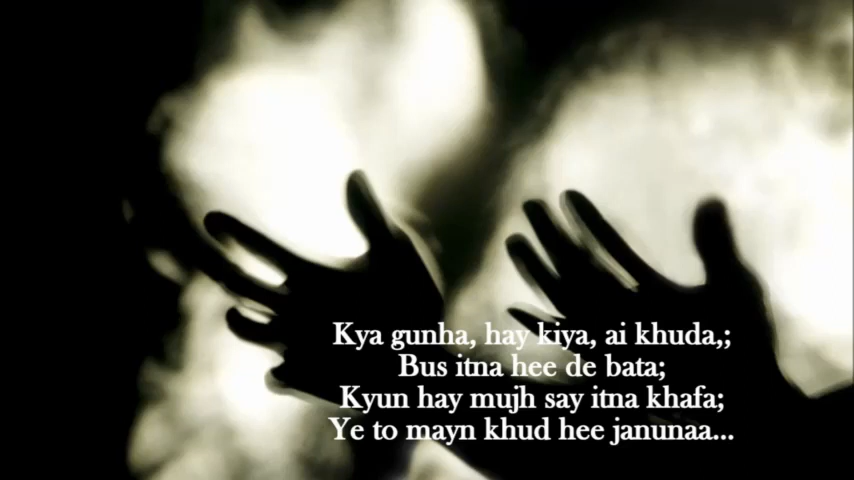 Kya gunha, hay kiya, ai khuda,;
Bus itna hee de bata;
Kyun hay mujh say itna khafa;
Ye to mayn khud hee janunaa...